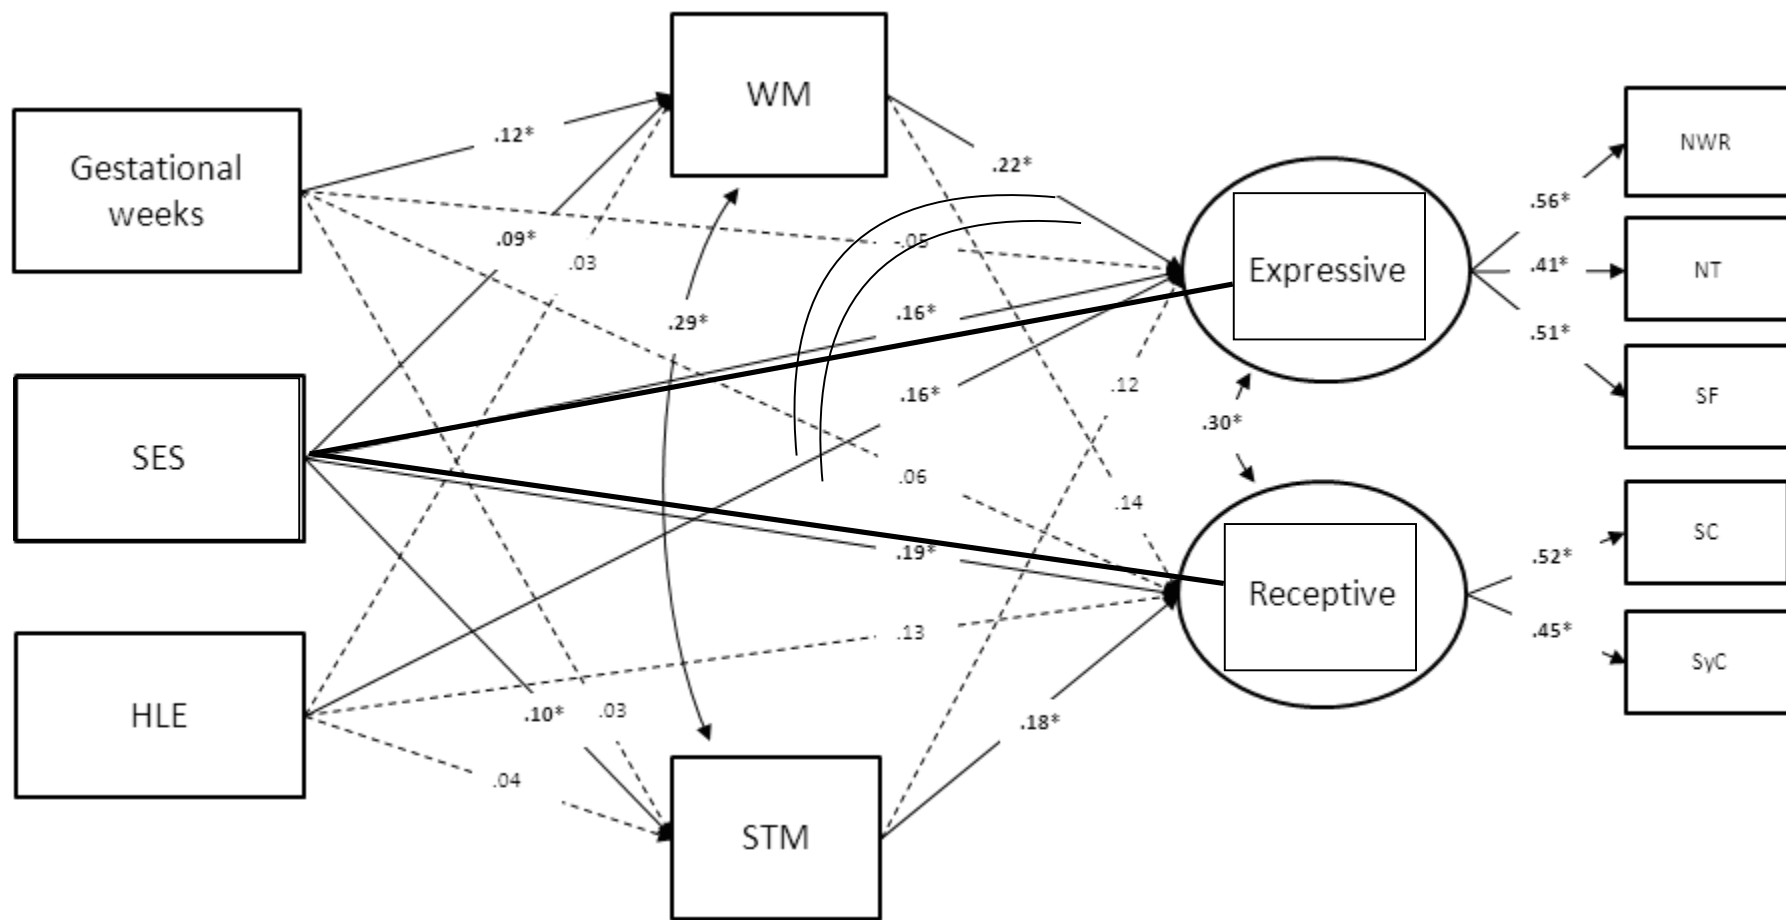 WM
Gestational
weeks
.12*
.22*
NWR
.56*
.09*
.03
-.05
Expressive
.41*
NT
.29*
.16*
.51*
.16*
.12
SF
SES
.30*
.06
.14
SC
.19*
.52*
Receptive
.13
.45*
SyC
HLE
.10*
.03
.18*
.04
STM